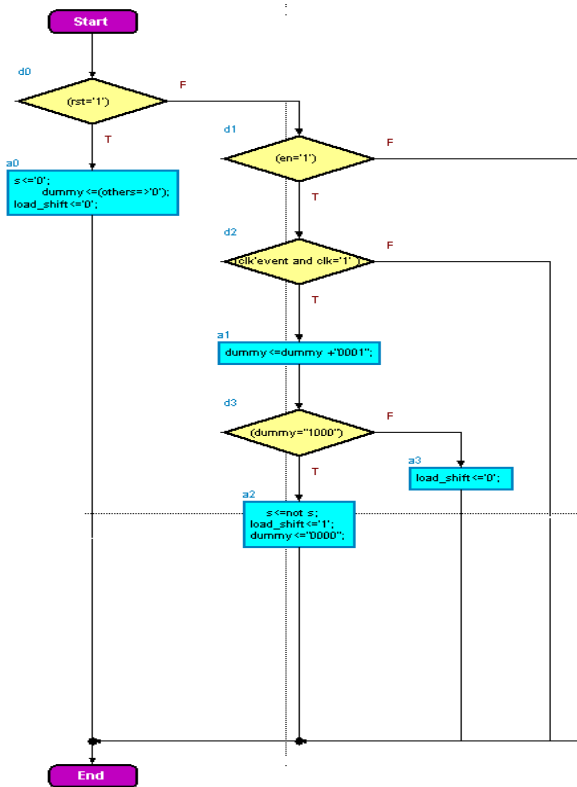 Start
d0
F
(rst='1')
d1
F
T
(en='1')
a0
s<='0';
dummy<=(others=>'0');
load_shift<='0';
T
d2
F
(clk'event and clk='1' )
T
a1
dummy<=dummy +"0001";
d3
F
(dummy="1000")
a3
T
load_shift<='0';
a2
s<=not s;
load_shift<='1';
dummy<="0000";
End